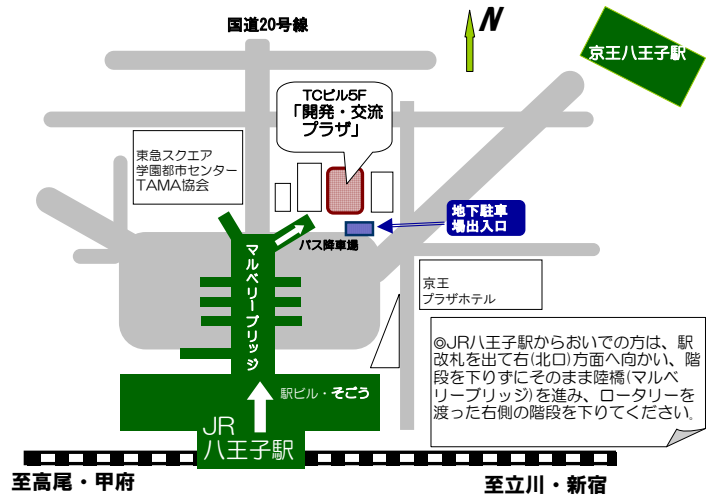 国道20号線
N
京王八王子駅
TCビル5F
「開発・交流
プラザ」
東急スクエア
学園都市センター
TAMA協会
地下駐車
場出入口
バス降車場
マルベリーブリッジ
京王
プラザホテル
◎JR八王子駅からおいでの方は、駅
改札を出て右(北口)方面へ向かい、階
段を下りずにそのまま陸橋(マルベ
リーブリッジ)を進み、ロータリーを
渡った右側の階段を下りてください。
駅ビル・そごう
JR
八王子駅
至高尾・甲府
至立川・新宿